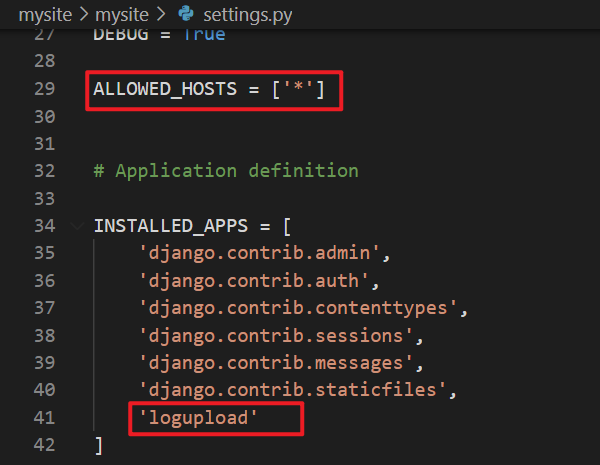 mysite > mysite > settings.py
27 DEBUG = True
28
29 ALLOWED_HOSTS = ['*']
30
31
32 # Application definition
33
34 INSTALLED_APPS = [
35 'django.contrib.admin',
36 'django.contrib.auth',
37 'django.contrib.contenttypes',
38 'django.contrib.sessions',
39 'django.contrib.messages',
40 'django.contrib.staticfiles',
41 'logupload'
42 ]